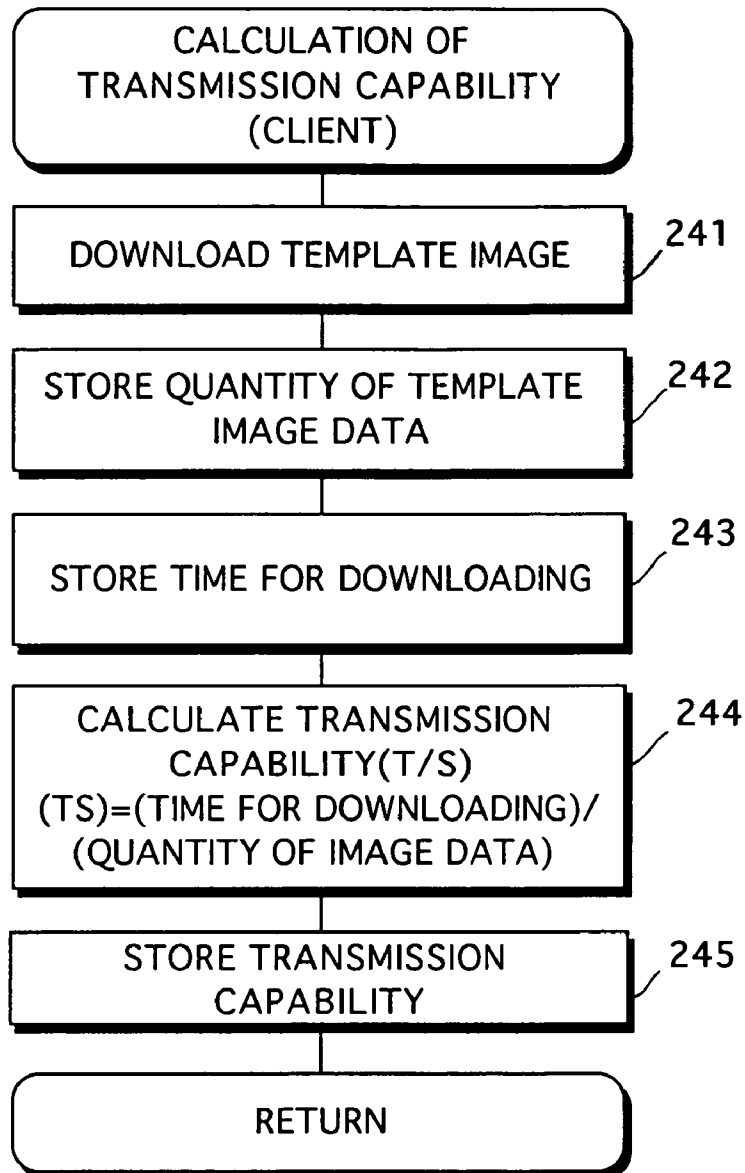 CALCULATION OF
TRANSMISSION CAPABILITY
(CLIENT)
DOWNLOAD TEMPLATE IMAGE
241
STORE QUANTITY OF TEMPLATE
IMAGE DATA
242
STORE TIME FOR DOWNLOADING
243
CALCULATE TRANSMISSION
CAPABILITY(T/S)
(TS)=(TIME FOR DOWNLOADING)/
(QUANTITY OF IMAGE DATA)
244
STORE TRANSMISSION
CAPABILITY
245
RETURN